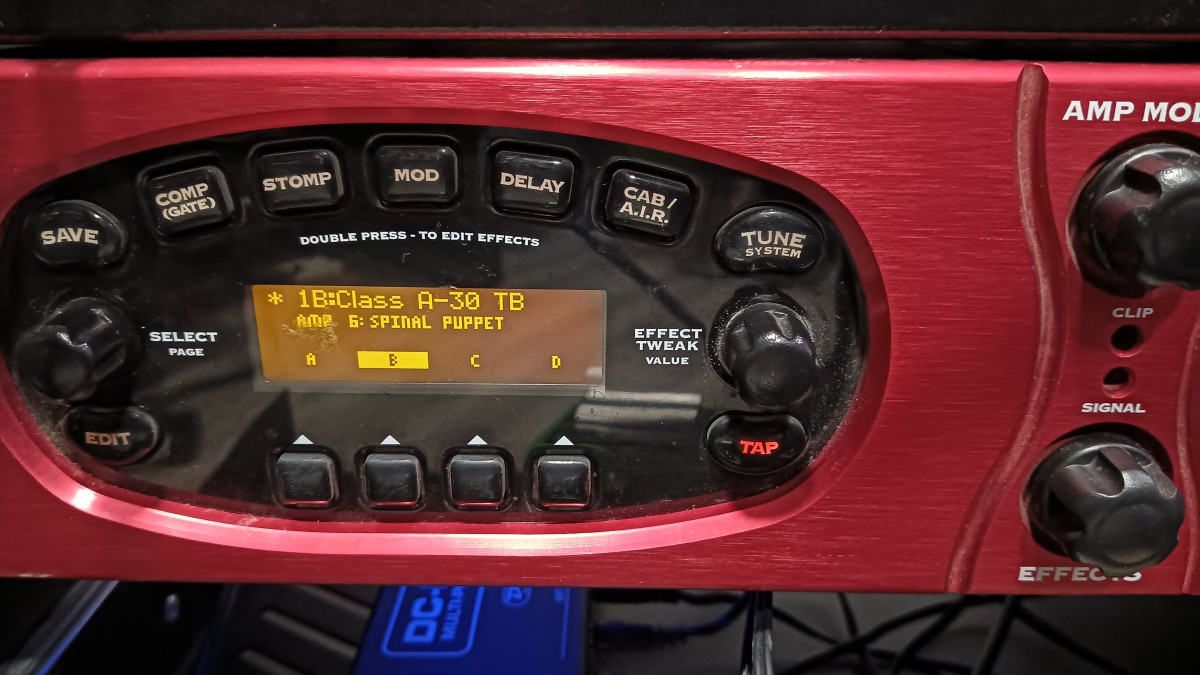 AMP MOD
COMP
(GATE)
STOMP
MOD
DELAY
CAB/
A.I.R.
SAVE
TUNE
SYSTEM
DOUBLE PRESS - TO EDIT EFFECTS
* 1B:Class A-30 TB
AMP 6: SPINAL PUPPET
A B C D
SELECT
PAGE
EFFECT
TWEAK
VALUE
EDIT
TAP
CLIP
SIGNAL
EFFECTS
DC-